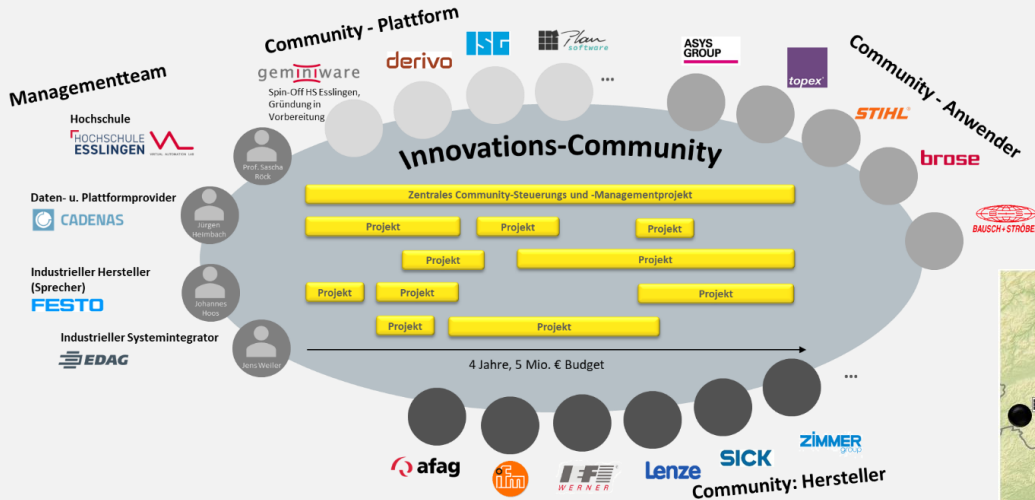 Community - Plattform
geminiware
Spin-Off HS Esslingen,
Gründung in
Vorbereitung
derivo
ISG
Plan
software
...
ASYS
GROUP
topex
STIHL®
brose
BAUSCH+STRÖBEL
Community - Anwender
Managementteam
Hochschule
HOCHSCHULE
ESSLINGEN
VIRTUAL AUTOMATION LAB
Prof. Sascha
Röck
Daten- u. Plattformprovider
CADENAS
Jürgen
Heimbach
Industrieller Hersteller
(Sprecher)
FESTO
Johannes
Hoos
Industrieller Systemintegrator
EDAG
Jens Weiler
Innovations-Community
Zentrales Community-Steuerungs und -Managementprojekt
Projekt
Projekt
Projekt
Projekt
Projekt
Projekt
Projekt
Projekt
Projekt
Projekt
4 Jahre, 5 Mio. € Budget
...
afag
ifm
IEF
WERNER
Lenze
SICK
ZIMMER
group
Community: Hersteller